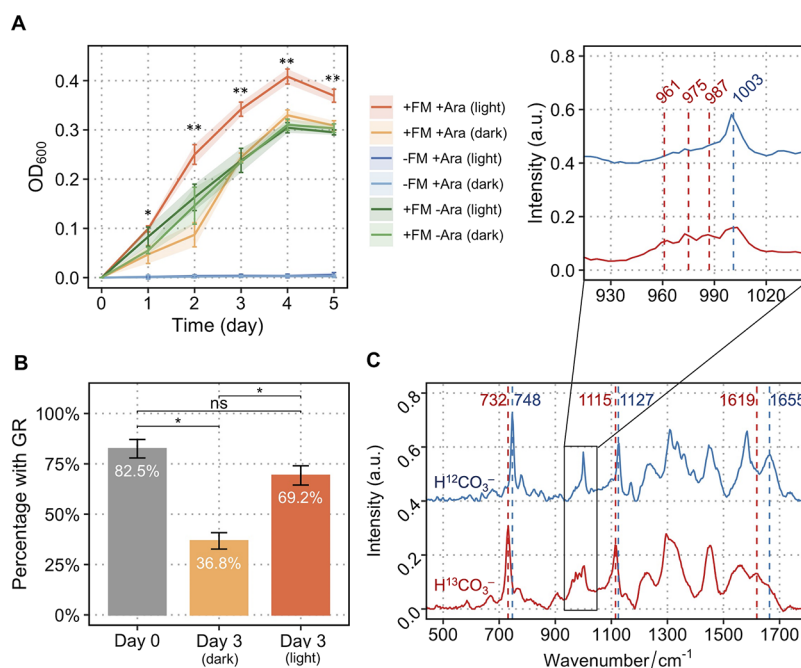 A
OD600
0.4
0.3
0.2
0.1
0.0
*
**
**
**
**
0 1 2 3 4 5
Time (day)
+FM +Ara (light)
+FM +Ara (dark)
-FM +Ara (light)
-FM +Ara (dark)
+FM -Ara (light)
+FM -Ara (dark)
Intensity (a.u.)
0.8
0.6
0.4
0.2
0.0
961 975 987 1003
930 960 990 1020
B
Percentage with GR
100%
75%
50%
25%
0%
ns
*
*
82.5%
36.8%
69.2%
Day 0
Day 3
(dark)
Day 3
(light)
C
Intensity (a.u.)
0.8
0.6
0.4
0.2
0.0
732 748 1115 1127 1619 1655
H12CO3−
H13CO3−
500 700 900 1100 1300 1500 1700
Wavenumber/cm-1